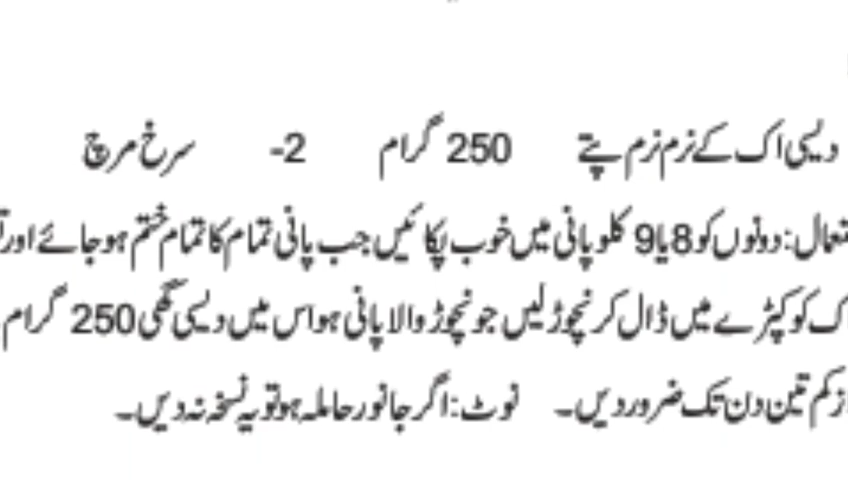 دیسی اک کے نرم نرم پتے 250 گرام 2- سرخ مرچ
دونوں کو 8 یا 9 کلو پانی میں خوب پکائیں جب پانی تمام کا تمام ختم ہو جائے اور
کو کپڑے میں ڈال کر نچوڑ لیں جو نچوڑ والا پانی ہو اس میں دیسی گھی 250 گرام
کم تین دن تک ضرور دیں۔ نوٹ: اگر جانور حاملہ ہو تو یہ نسخہ نہ دیں۔